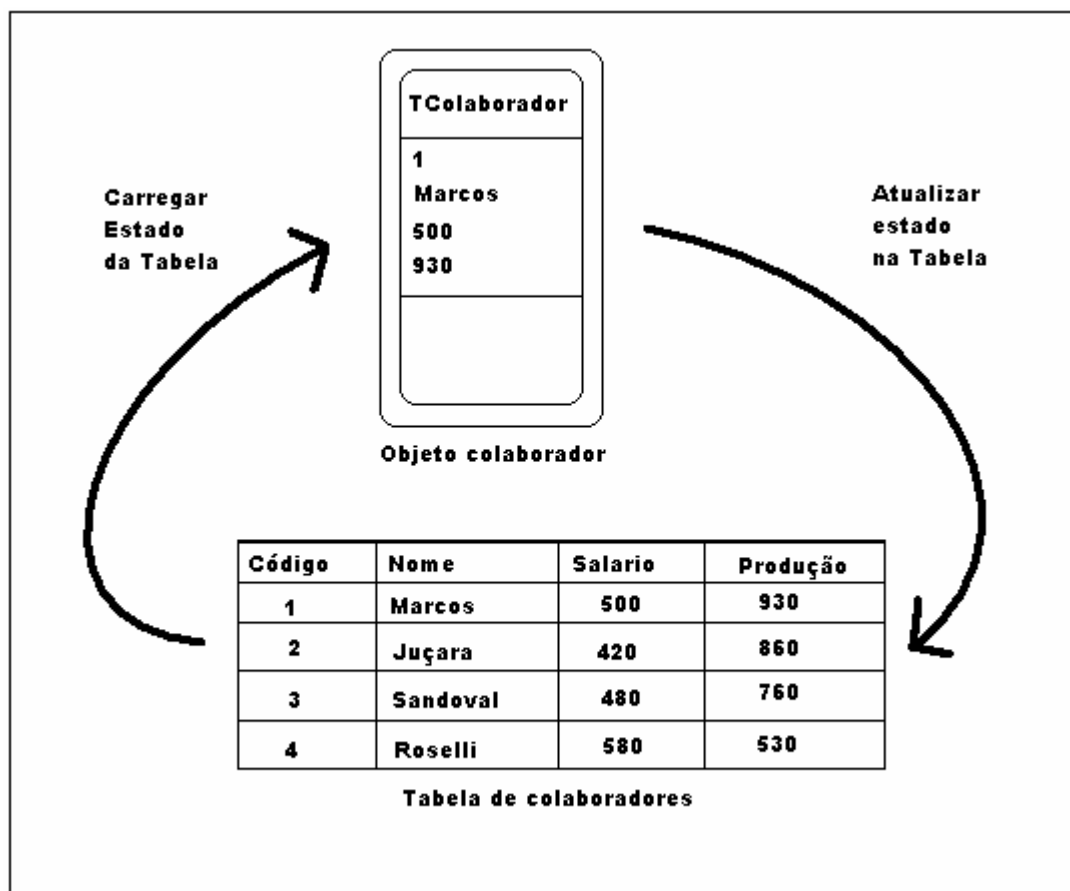 TColaborador
1
Marcos
500
930
Carregar
Estado
da Tabela
Atualizar
estado
na Tabela
Objeto colaborador
Código Nome Salario Produção
1 Marcos 500 930
2 Juçara 420 860
3 Sandoval 480 760
4 Roselli 580 530
Tabela de colaboradores